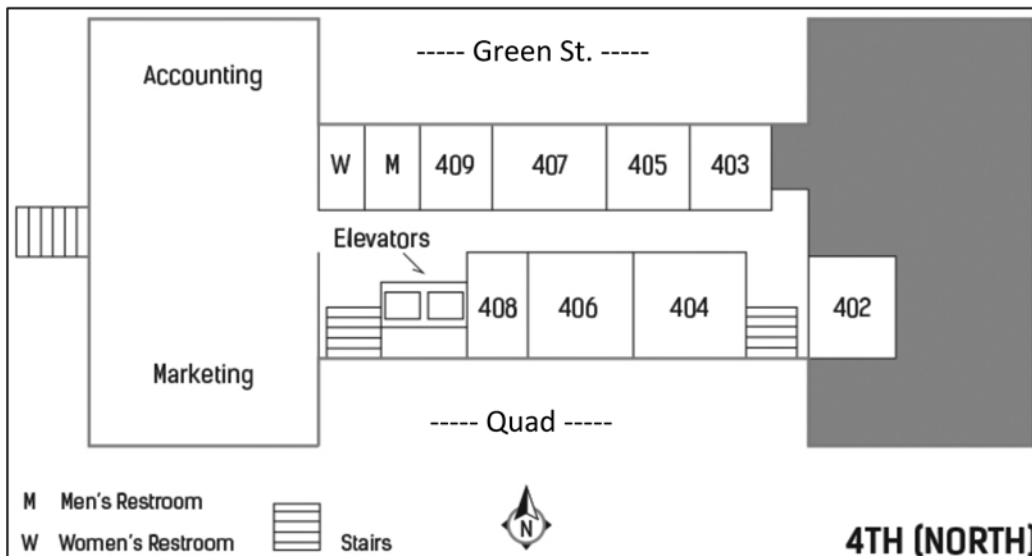 ----- Green St. -----
Accounting
W M 409 407 405 403
Elevators
408 406 404 402
Marketing
----- Quad -----
M Men's Restroom
W Women's Restroom
Stairs
N
4TH (NORTH)